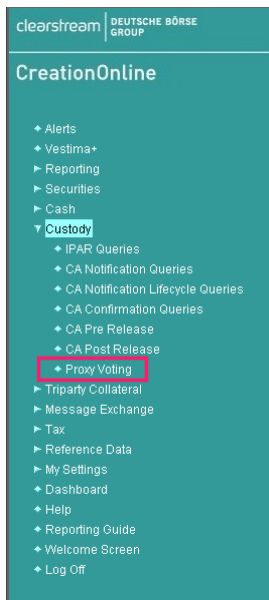 clearstream DEUTSCHE BÖRSE
GROUP
CreationOnline
Alerts
Vestima+
Reporting
Securities
Cash
Custody
IPAR Queries
CA Notification Queries
CA Notification Lifecycle Queries
CA Confirmation Queries
CA Pre Release
CA Post Release
Proxy Voting
Triparty Collateral
Message Exchange
Tax
Reference Data
My Settings
Dashboard
Help
Reporting Guide
Welcome Screen
Log Off